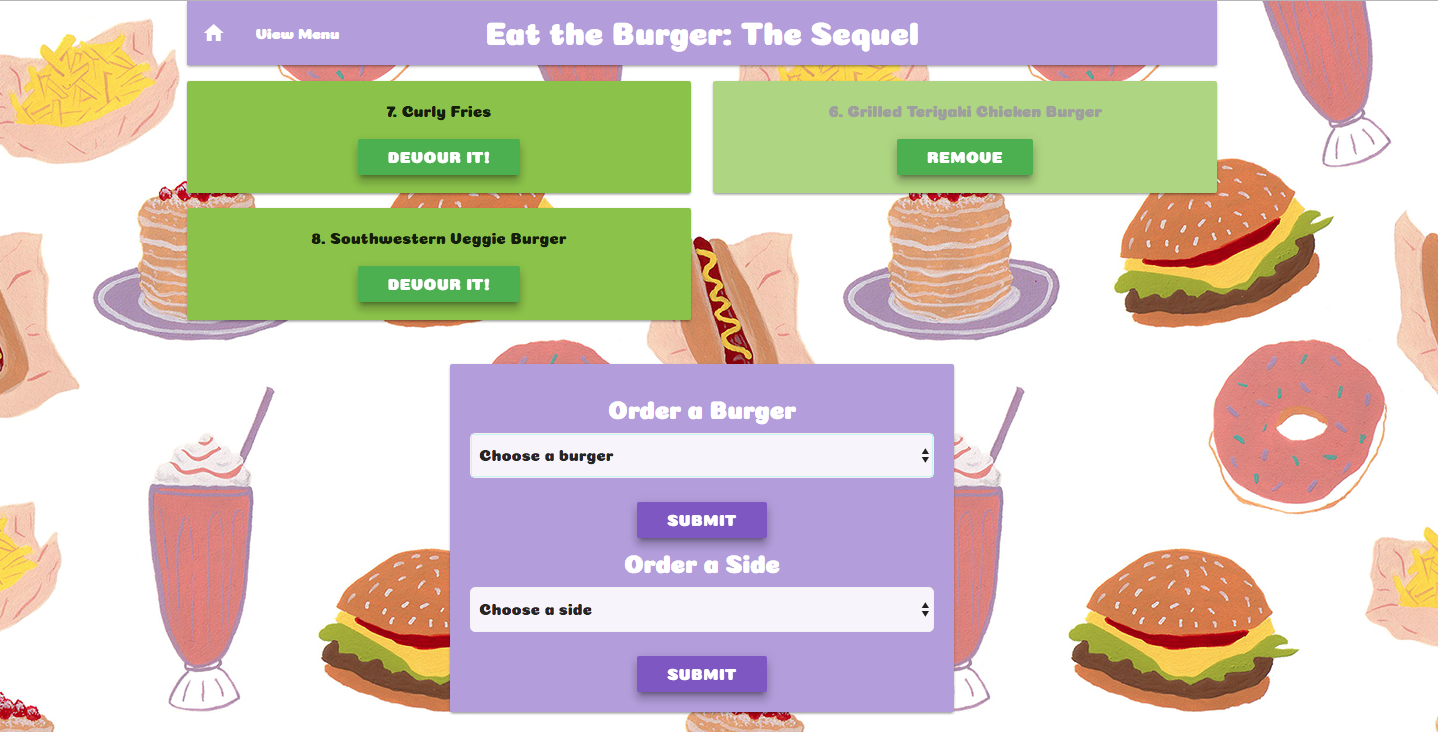 View Menu
Eat the Burger: The Sequel
7. Curly Fries
DEVOUR IT!
6. Grilled Teriyaki Chicken Burger
REMOVE
8. Southwestern Veggie Burger
DEVOUR IT!
Order a Burger
Choose a burger
SUBMIT
Order a Side
Choose a side
SUBMIT